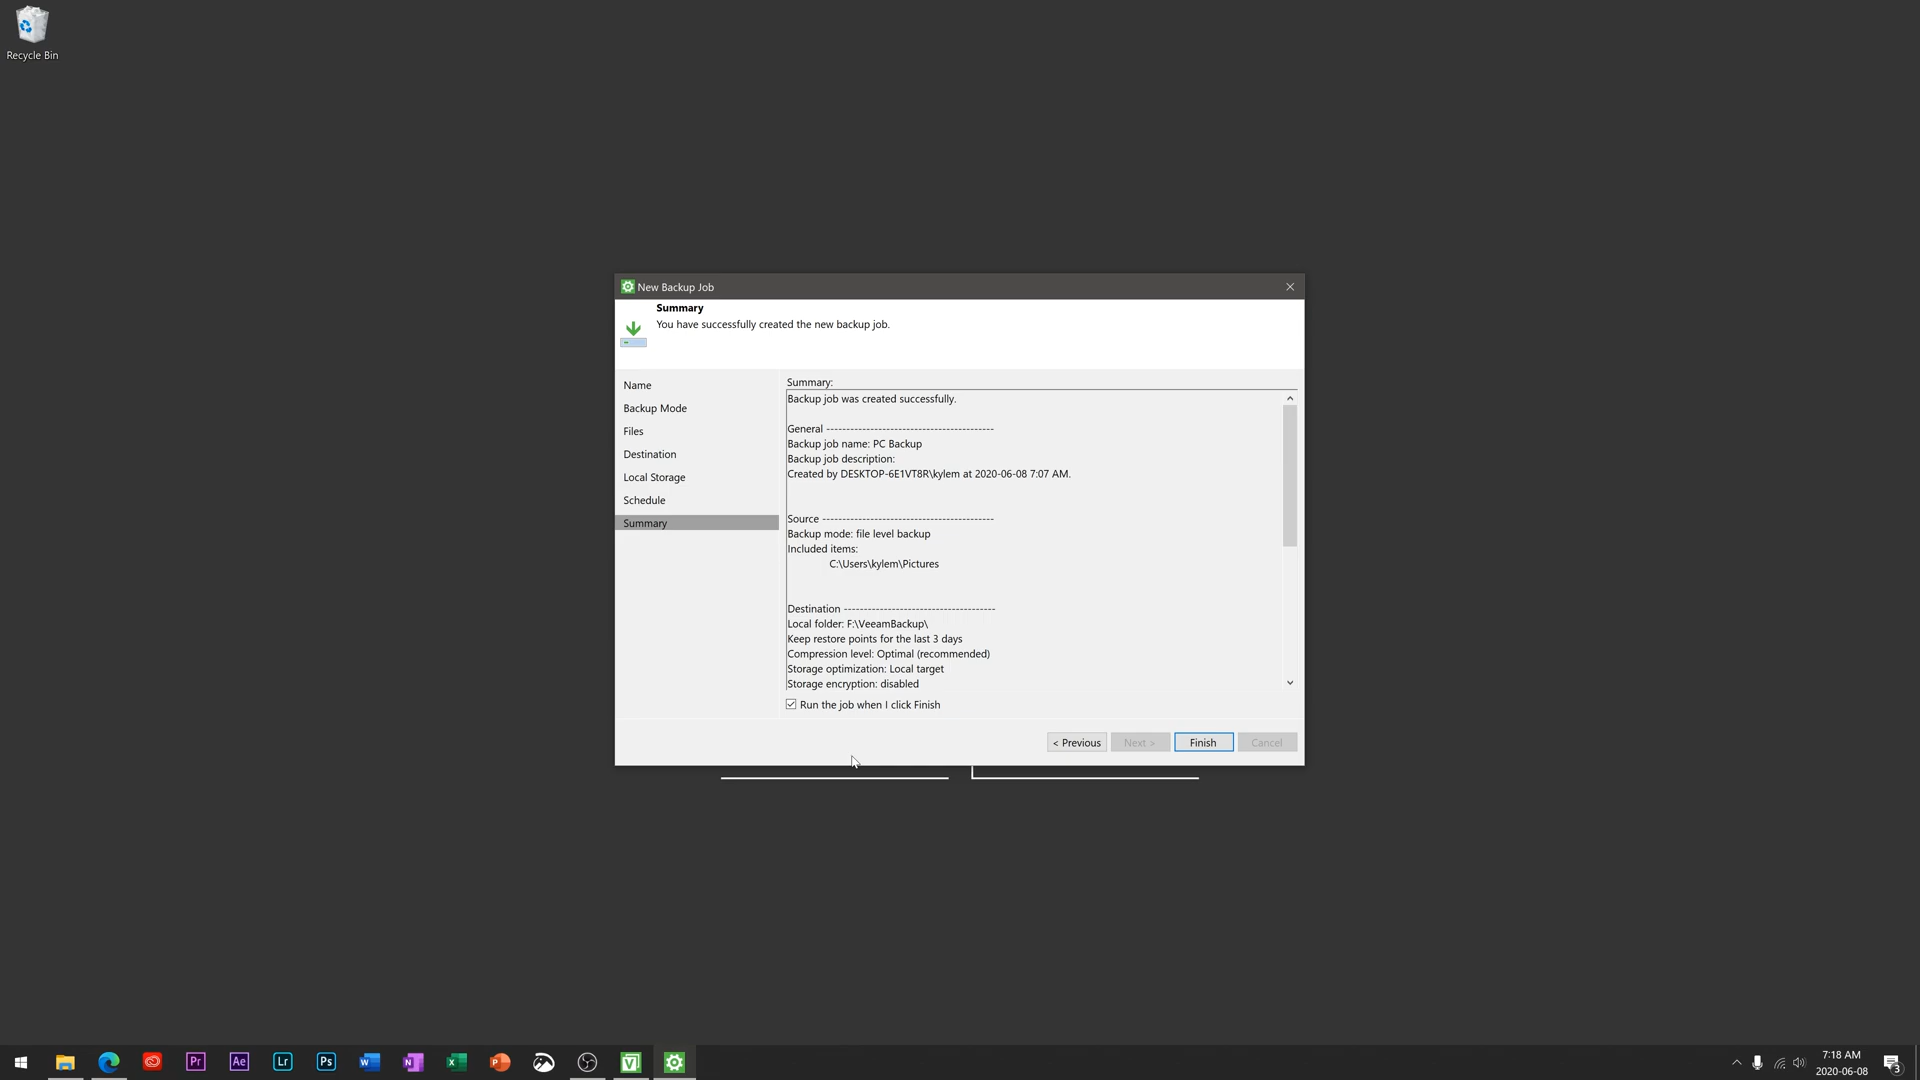 Recycle Bin
New Backup Job
Summary
You have successfully created the new backup job.
Name
Backup Mode
Files
Destination
Local Storage
Schedule
Summary
Summary:
Backup job was created successfully.
General ------------------------------------------
Backup job name: PC Backup
Backup job description:
Created by DESKTOP-6E1VT8R\kylem at 2020-06-08 7:07 AM.
Source -------------------------------------------
Backup mode: file level backup
Included items:
C:\Users\kylem\Pictures
Destination --------------------------------------
Local folder: F:\VeeamBackup\
Keep restore points for the last 3 days
Compression level: Optimal (recommended)
Storage optimization: Local target
Storage encryption: disabled
Run the job when I click Finish
< Previous
Next >
Finish
Cancel
Pr
Ae
Lr
Ps
W
N
X
P
V
7:18 AM
2020-06-08
3